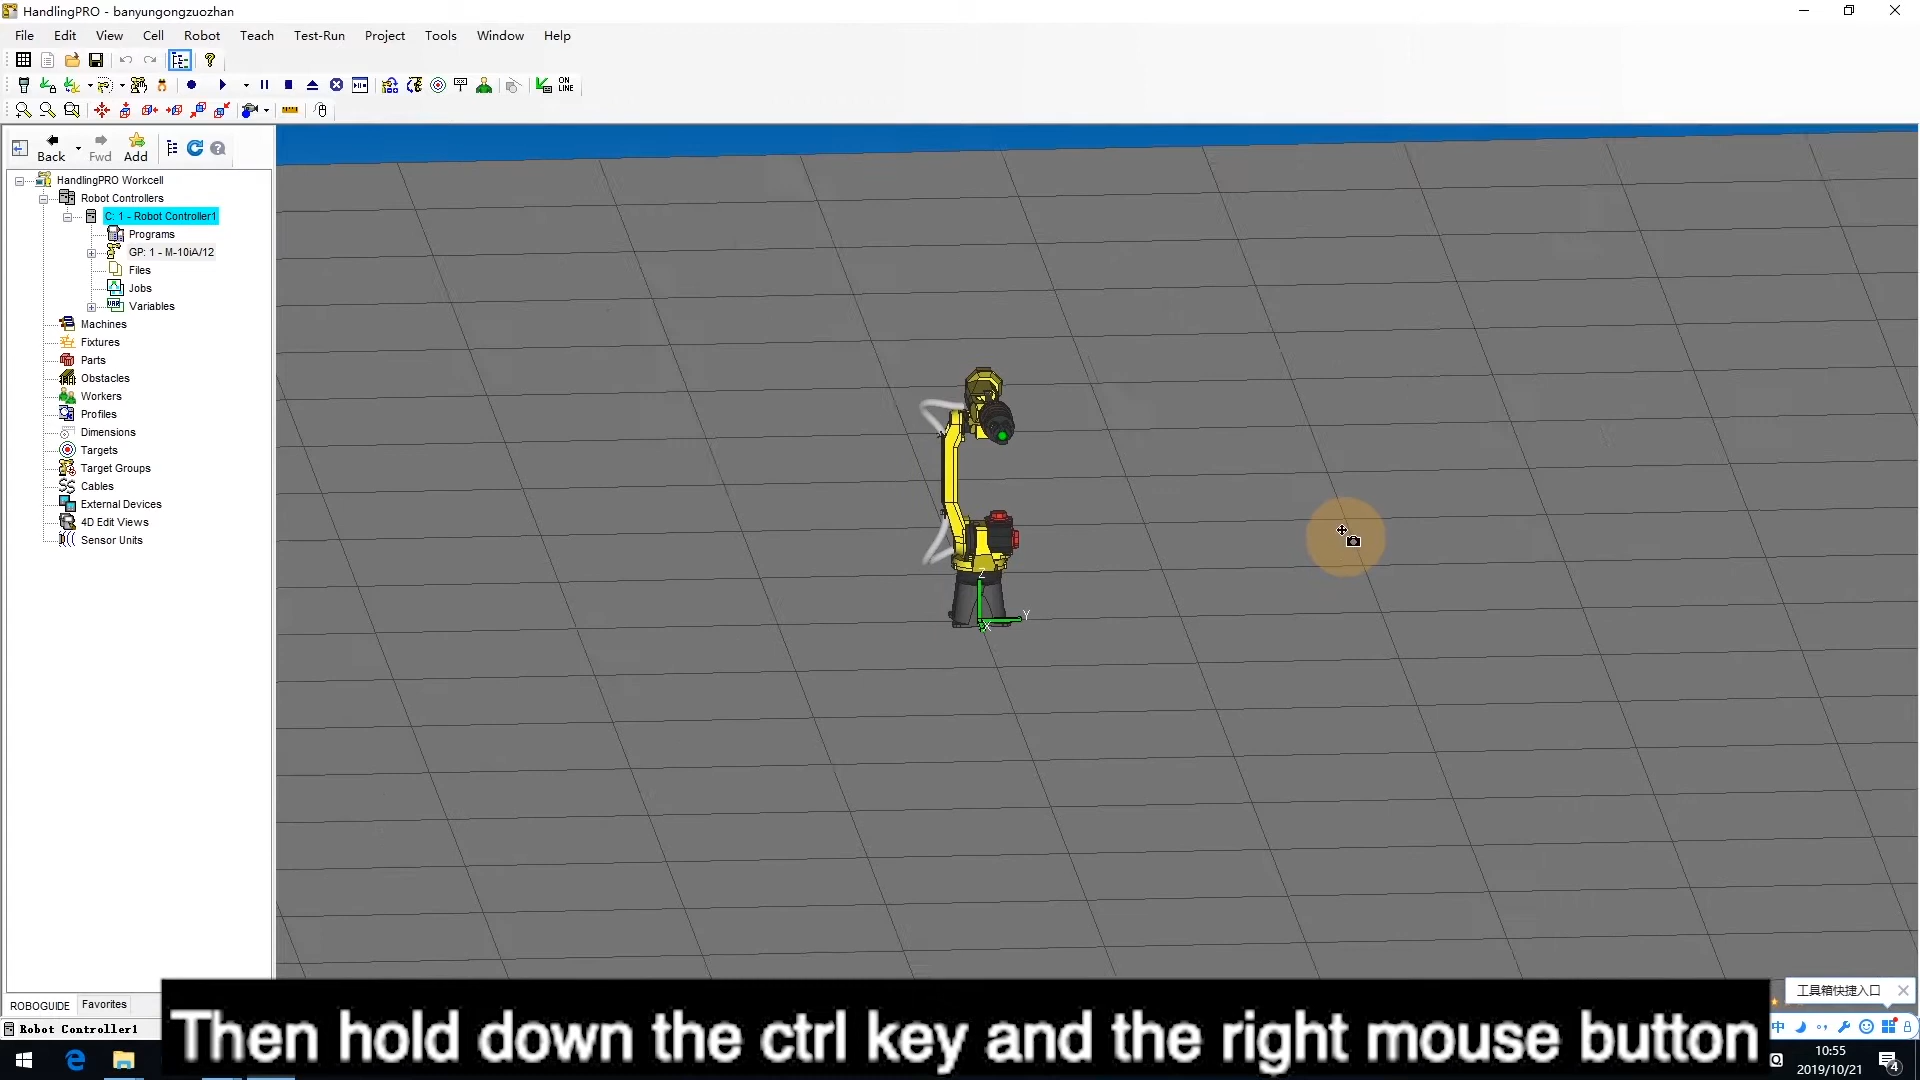 HandlingPRO - banyungongzuozhan
File Edit View Cell Robot Teach Test-Run Project Tools Window Help
ON LINE
Back Fwd Add
HandlingPRO Workcell
Robot Controllers
C: 1 - Robot Controller1
Programs
GP: 1 - M-10iA/12
Files
Jobs
Variables
Machines
Fixtures
Parts
Obstacles
Workers
Profiles
Dimensions
Targets
Target Groups
Cables
External Devices
4D Edit Views
Sensor Units
Z
Y
X
ROBOGUIDE Favorites
工具箱快捷入口
Robot Controller1
中
Then hold down the ctrl key and the right mouse button
10:55
2019/10/21
4